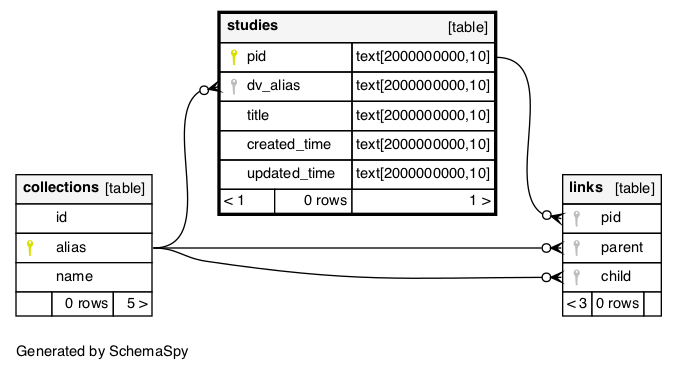 studies [table]
pid text[2000000000,10]
dv_alias text[2000000000,10]
title text[2000000000,10]
created_time text[2000000000,10]
updated_time text[2000000000,10]
< 1 0 rows 1 >
collections [table]
id
alias
name
0 rows 5 >
links [table]
pid
parent
child
< 3 0 rows
Generated by SchemaSpy